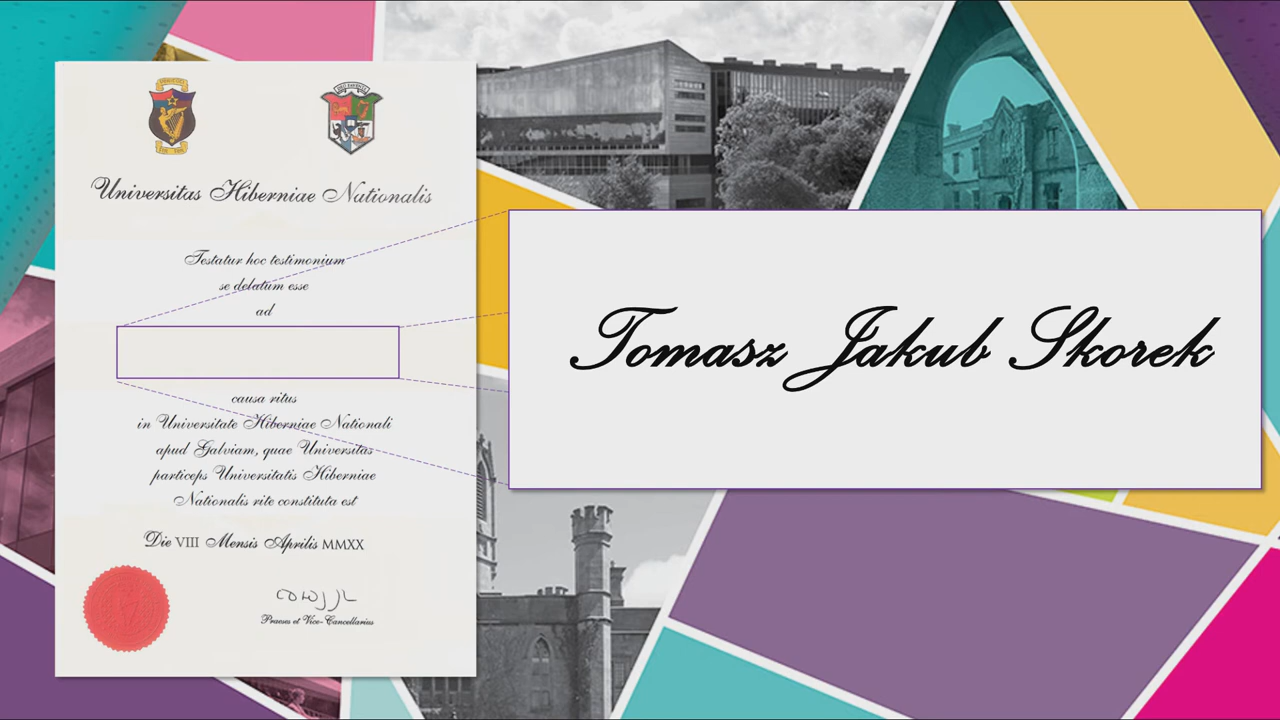 Universitas Hiberniae Nationalis
Testatur hoc testimonium
se delatum esse
ad
Tomasz Jakub Skorek
causa ritus
in Universitate Hiberniae Nationali
apud Galviam, quae Universitas
particeps Universitatis Hiberniae
Nationalis rite constituta est
Die VIII Mensis Aprilis MMXX
Praeses et Vice-Cancellarius